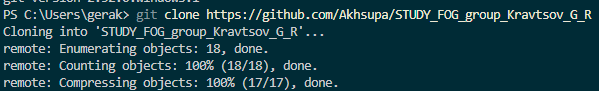 git version 2.52.0.windows.1
PS C:\Users\gerak> git clone https://github.com/Akhsupa/STUDY_FOG_group_Kravtsov_G_R
Cloning into 'STUDY_FOG_group_Kravtsov_G_R'...
remote: Enumerating objects: 18, done.
remote: Counting objects: 100% (18/18), done.
remote: Compressing objects: 100% (17/17), done.